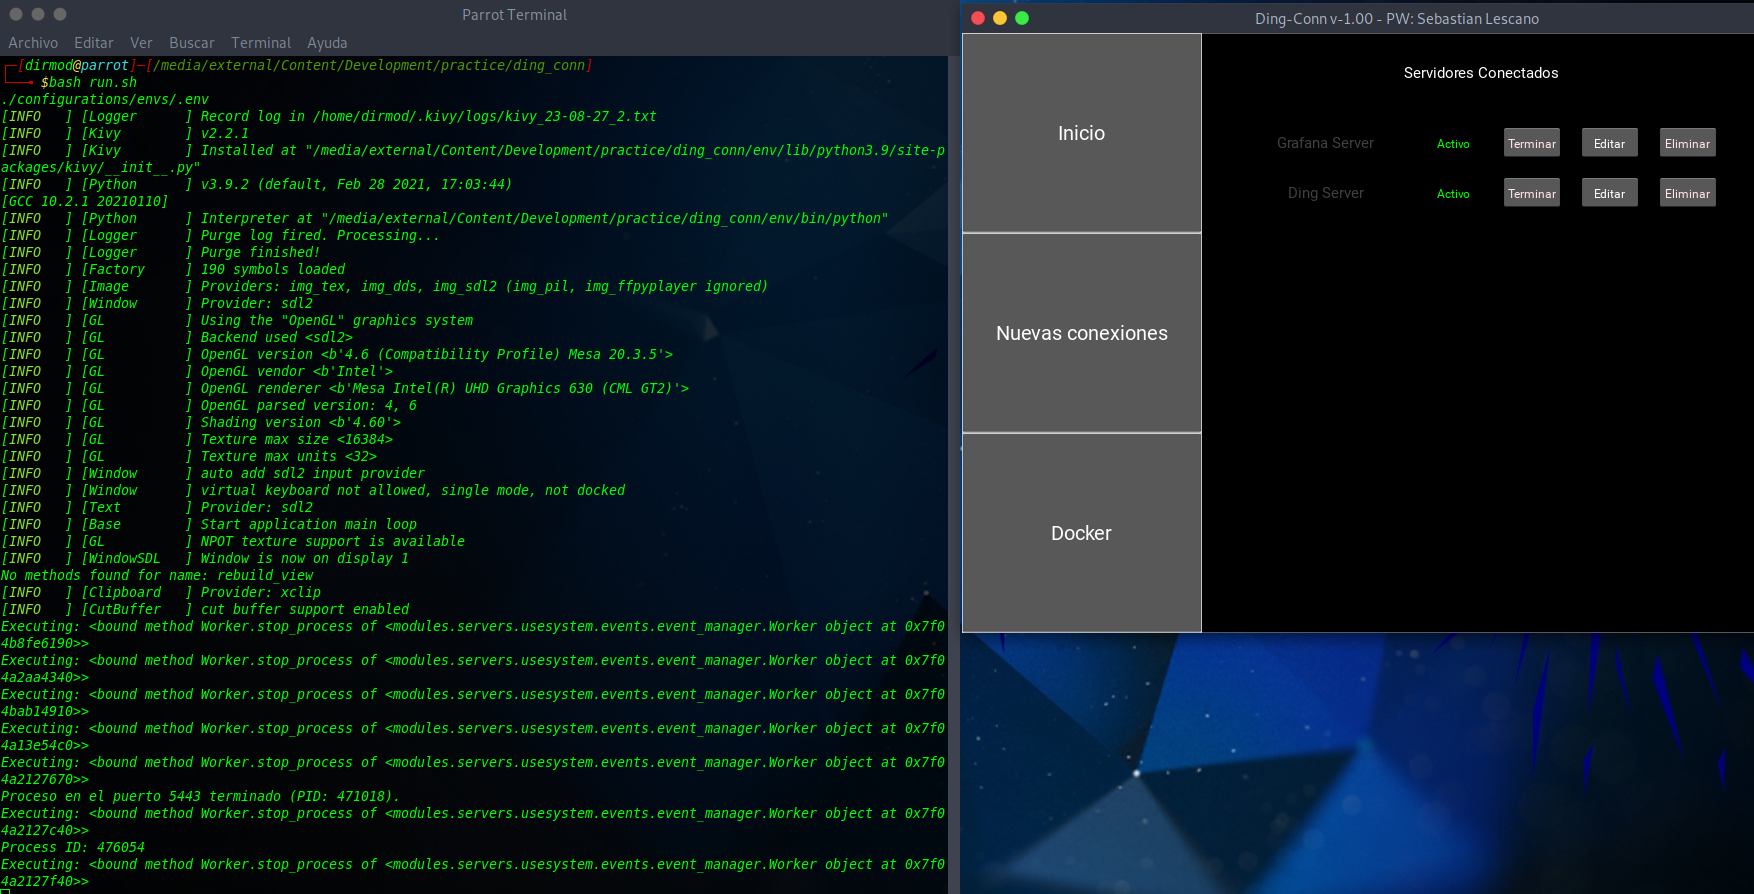 Parrot Terminal
Archivo Editar Ver Buscar Terminal Ayuda
┌─[dirmod@parrot]─[/media/external/Content/Development/practice/ding_conn]
└──╼ $bash run.sh
./configurations/envs/.env
[INFO   ] [Logger      ] Record log in /home/dirmod/.kivy/logs/kivy_23-08-27_2.txt
[INFO   ] [Kivy        ] v2.2.1
[INFO   ] [Kivy        ] Installed at "/media/external/Content/Development/practice/ding_conn/env/lib/python3.9/site-p
ackages/kivy/__init__.py"
[INFO   ] [Python      ] v3.9.2 (default, Feb 28 2021, 17:03:44)
[GCC 10.2.1 20210110]
[INFO   ] [Python      ] Interpreter at "/media/external/Content/Development/practice/ding_conn/env/bin/python"
[INFO   ] [Logger      ] Purge log fired. Processing...
[INFO   ] [Logger      ] Purge finished!
[INFO   ] [Factory     ] 190 symbols loaded
[INFO   ] [Image       ] Providers: img_tex, img_dds, img_sdl2 (img_pil, img_ffpyplayer ignored)
[INFO   ] [Window      ] Provider: sdl2
[INFO   ] [GL          ] Using the "OpenGL" graphics system
[INFO   ] [GL          ] Backend used <sdl2>
[INFO   ] [GL          ] OpenGL version <b'4.6 (Compatibility Profile) Mesa 20.3.5'>
[INFO   ] [GL          ] OpenGL vendor <b'Intel'>
[INFO   ] [GL          ] OpenGL renderer <b'Mesa Intel(R) UHD Graphics 630 (CML GT2)'>
[INFO   ] [GL          ] OpenGL parsed version: 4, 6
[INFO   ] [GL          ] Shading version <b'4.60'>
[INFO   ] [GL          ] Texture max size <16384>
[INFO   ] [GL          ] Texture max units <32>
[INFO   ] [Window      ] auto add sdl2 input provider
[INFO   ] [Window      ] virtual keyboard not allowed, single mode, not docked
[INFO   ] [Text        ] Provider: sdl2
[INFO   ] [Base        ] Start application main loop
[INFO   ] [GL          ] NPOT texture support is available
[INFO   ] [WindowSDL   ] Window is now on display 1
No methods found for name: rebuild_view
[INFO   ] [Clipboard   ] Provider: xclip
[INFO   ] [CutBuffer   ] cut buffer support enabled
Executing: <bound method Worker.stop_process of <modules.servers.usesystem.events.event_manager.Worker object at 0x7f0
4b8fe6190>>
Executing: <bound method Worker.stop_process of <modules.servers.usesystem.events.event_manager.Worker object at 0x7f0
4a2aa4340>>
Executing: <bound method Worker.stop_process of <modules.servers.usesystem.events.event_manager.Worker object at 0x7f0
4bab14910>>
Executing: <bound method Worker.stop_process of <modules.servers.usesystem.events.event_manager.Worker object at 0x7f0
4a13e54c0>>
Executing: <bound method Worker.stop_process of <modules.servers.usesystem.events.event_manager.Worker object at 0x7f0
4a2127670>>
Proceso en el puerto 5443 terminado (PID: 471018).
Executing: <bound method Worker.stop_process of <modules.servers.usesystem.events.event_manager.Worker object at 0x7f0
4a2127c40>>
Process ID: 476054
Executing: <bound method Worker.stop_process of <modules.servers.usesystem.events.event_manager.Worker object at 0x7f0
4a2127f40>>
Ding-Conn v-1.00 - PW: Sebastian Lescano
Inicio
Nuevas conexiones
Docker
Servidores Conectados
Grafana Server Activo Terminar Editar Eliminar
Ding Server Activo Terminar Editar Eliminar